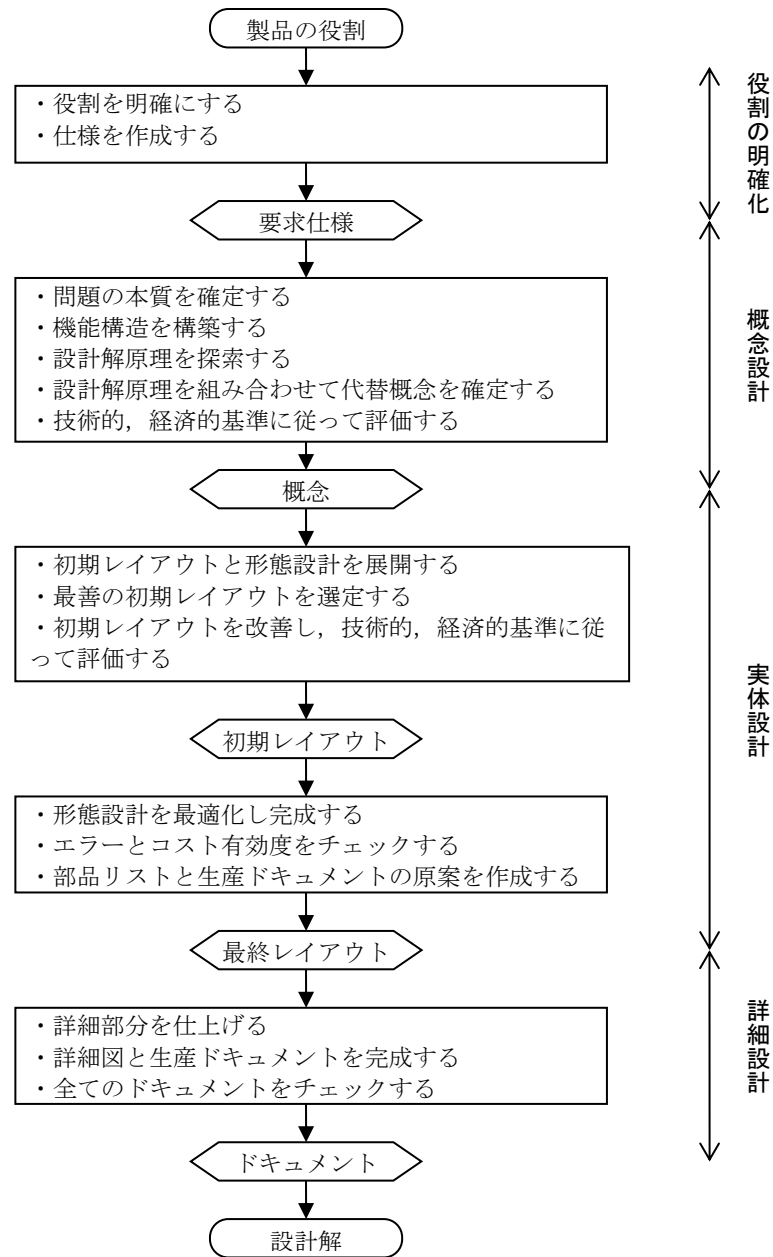 製品の役割
・役割を明確にする
・仕様を作成する
役割の明確化
要求仕様
・問題の本質を確定する
・機能構造を構築する
・設計解原理を探索する
・設計解原理を組み合わせて代替概念を確定する
・技術的，経済的基準に従って評価する
概念設計
概念
・初期レイアウトと形態設計を展開する
・最善の初期レイアウトを選定する
・初期レイアウトを改善し，技術的，経済的基準に従
って評価する
実体設計
初期レイアウト
・形態設計を最適化し完成する
・エラーとコスト有効度をチェックする
・部品リストと生産ドキュメントの原案を作成する
最終レイアウト
・詳細部分を仕上げる
・詳細図と生産ドキュメントを完成する
・全てのドキュメントをチェックする
詳細設計
ドキュメント
設計解